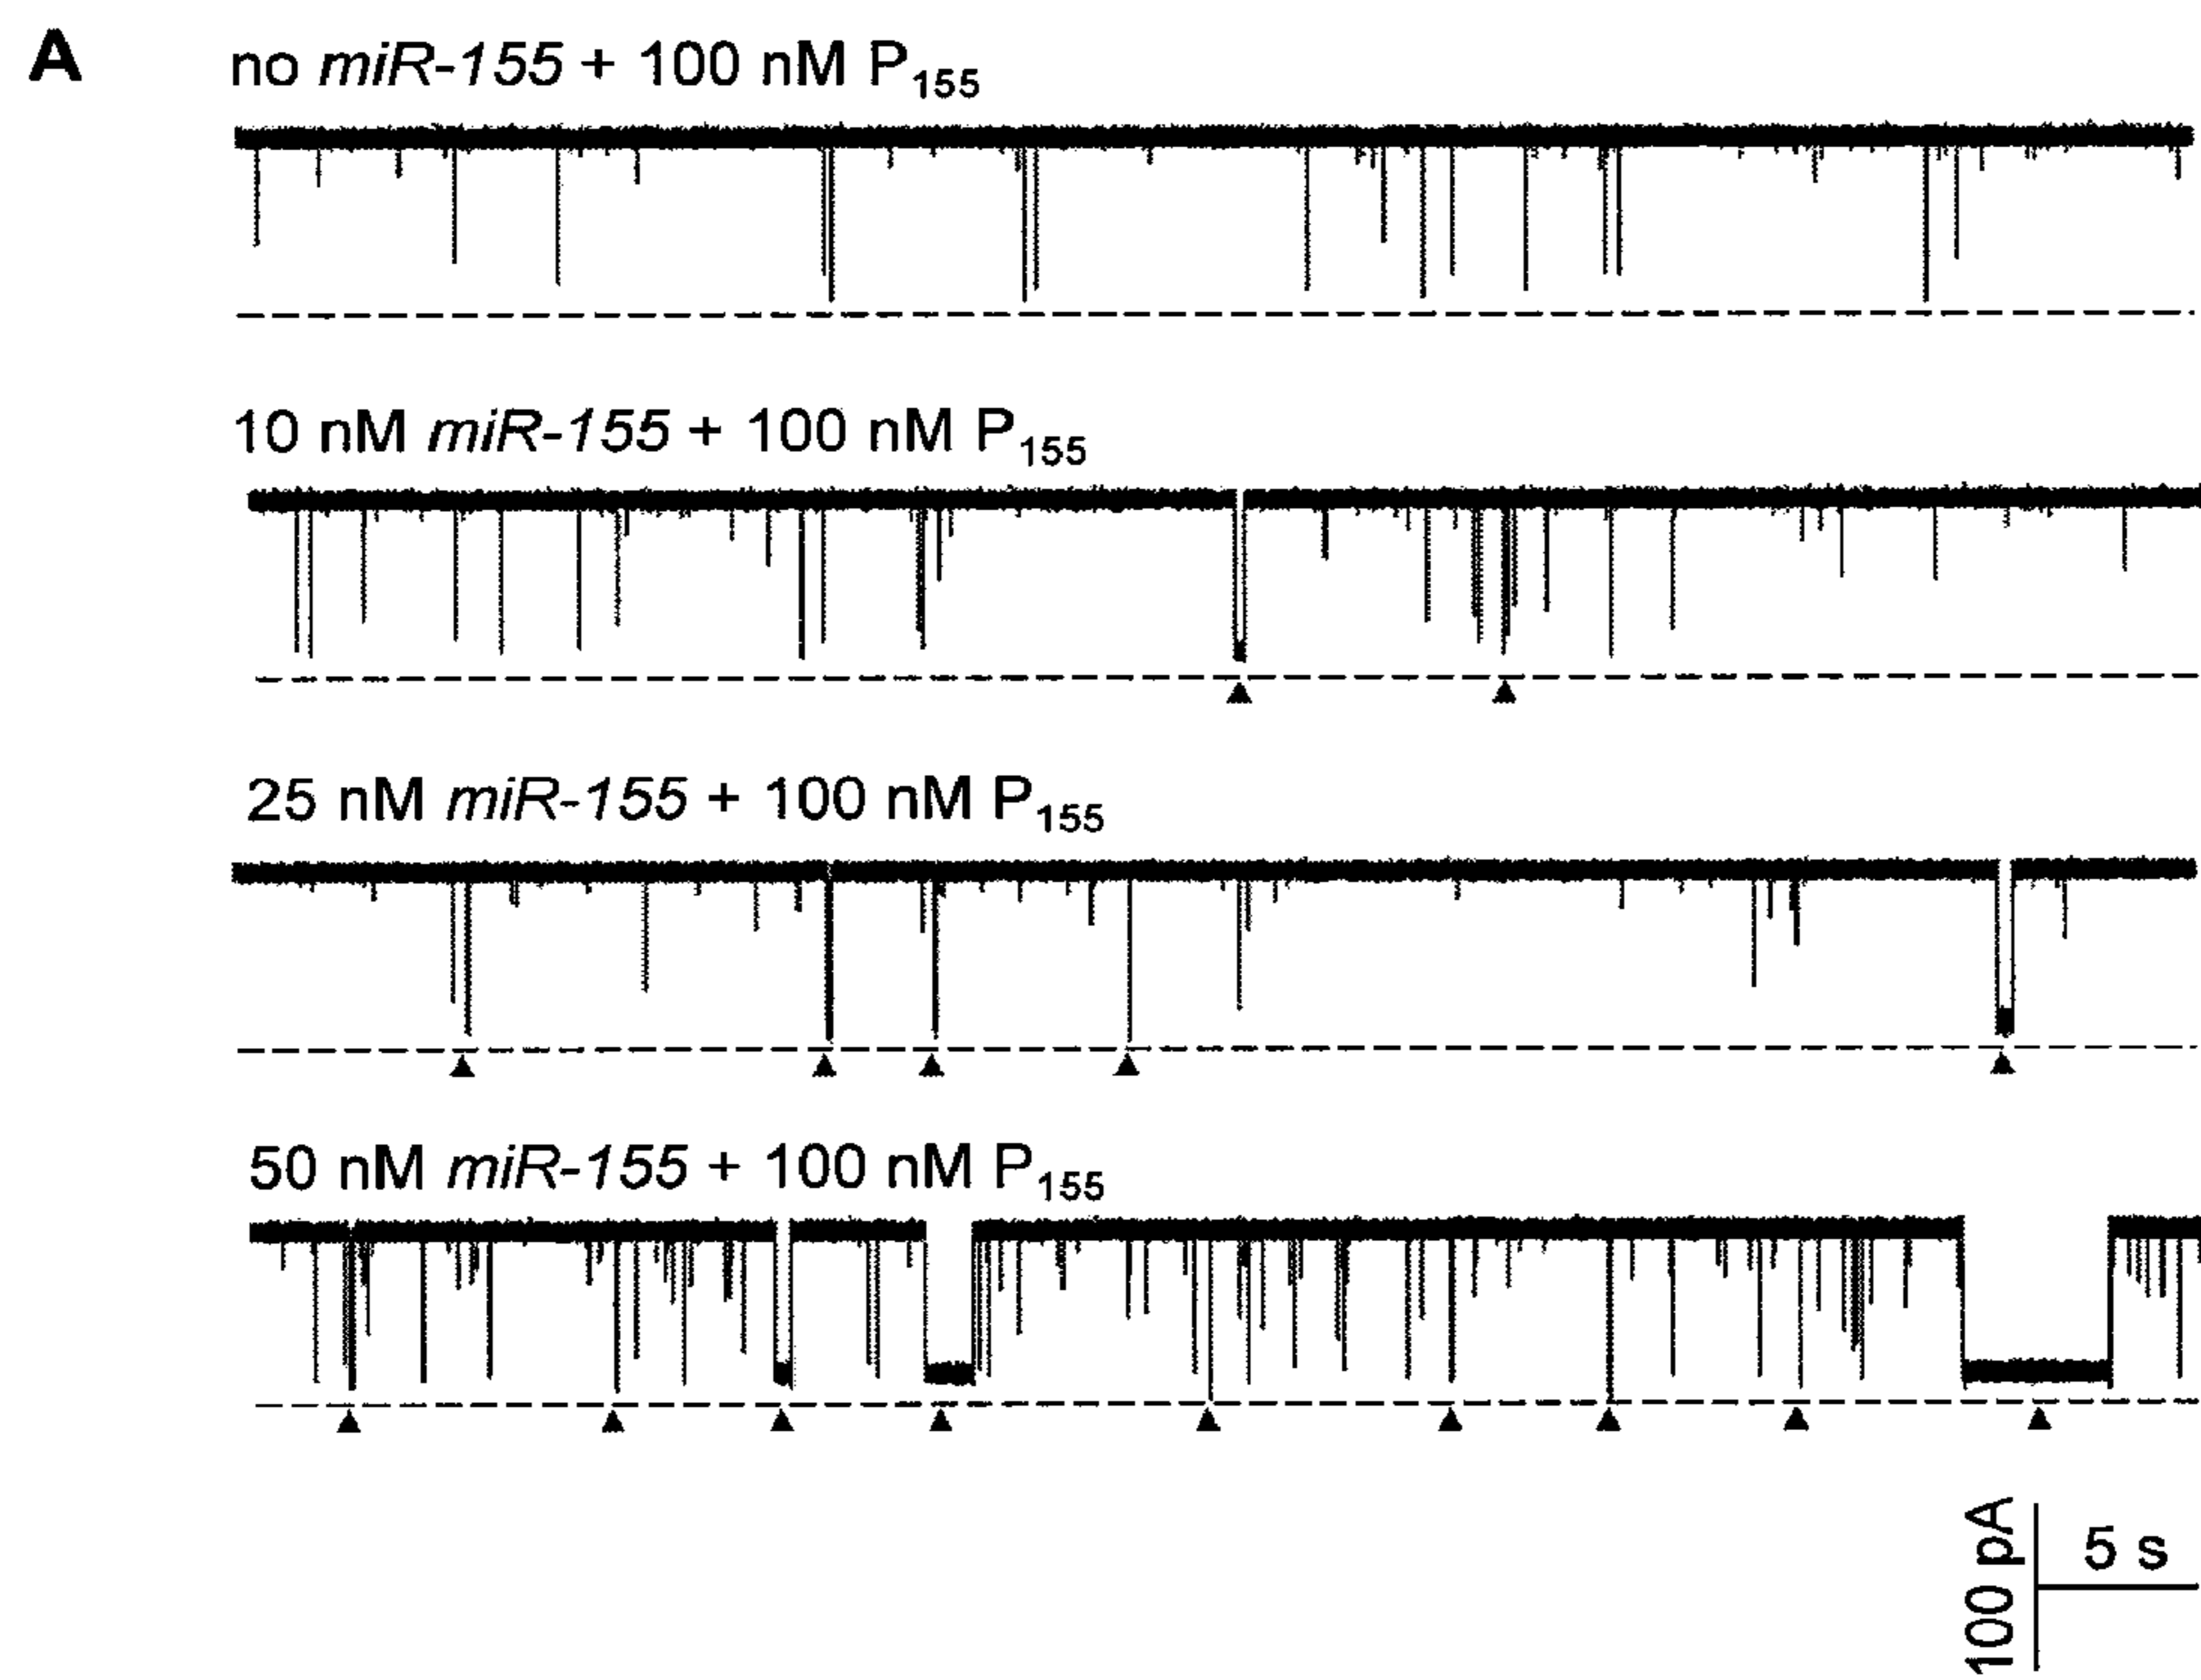 A
no miR-155 + 100 nM P155
10 nM miR-155 + 100 nM P155
25 nM miR-155 + 100 nM P155
50 nM miR-155 + 100 nM P155
100 pA
5 s